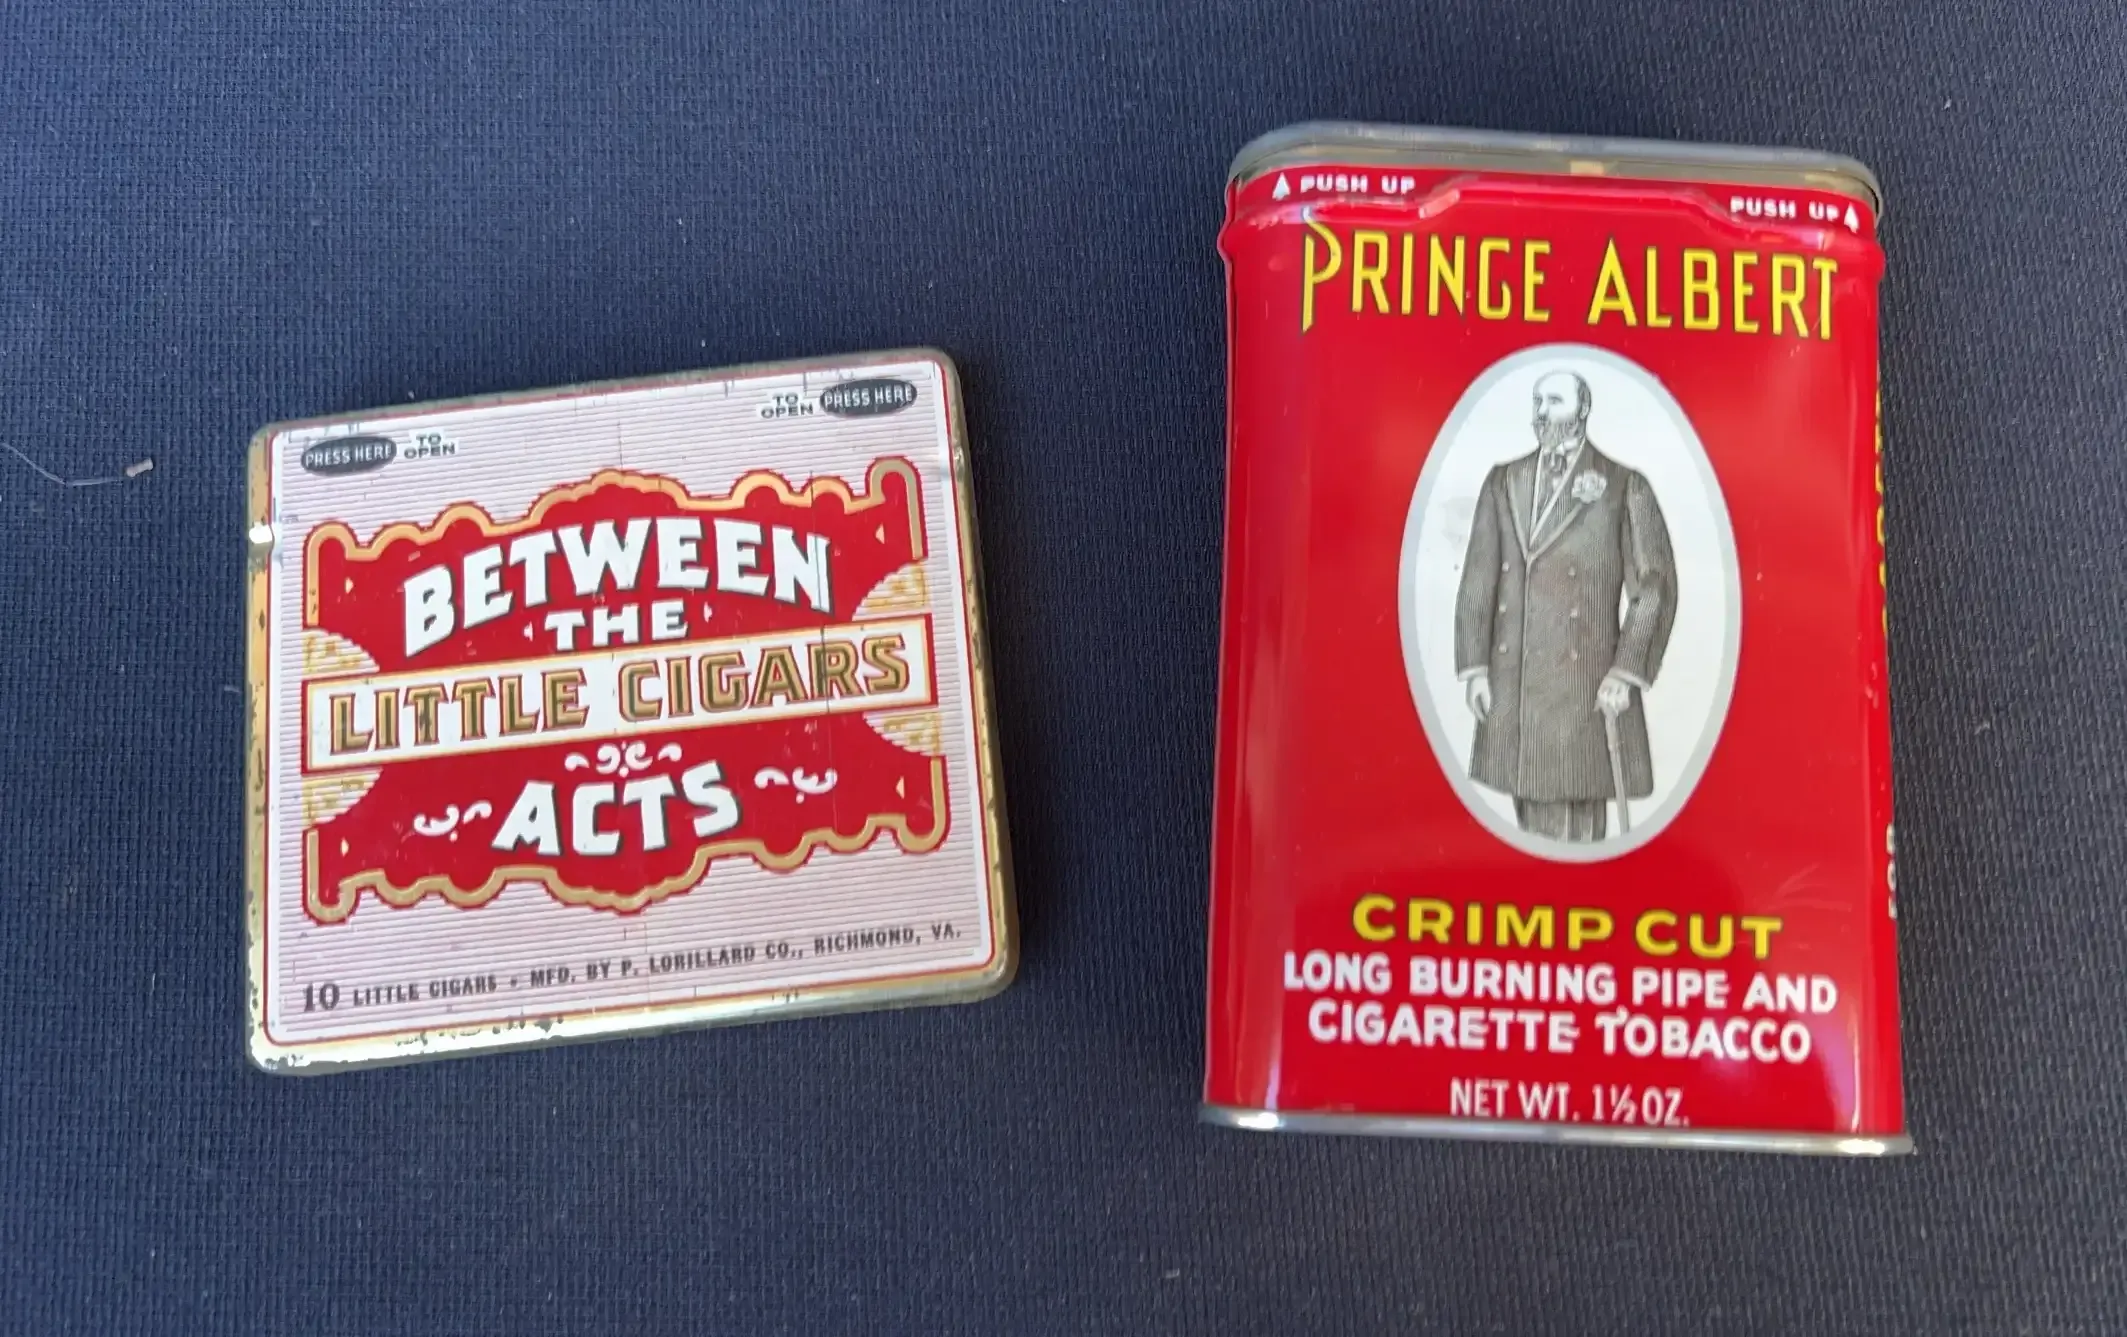 PRESS HERE TO OPEN
TO OPEN PRESS HERE
BETWEEN
THE
LITTLE CIGARS
ACTS
10 LITTLE CIGARS • MFD. BY P. LORILLARD CO., RICHMOND, VA.
PUSH UP
PUSH UP
PRINCE ALBERT
CRIMP CUT
LONG BURNING PIPE AND
CIGARETTE TOBACCO
NET WT. 1½ OZ.